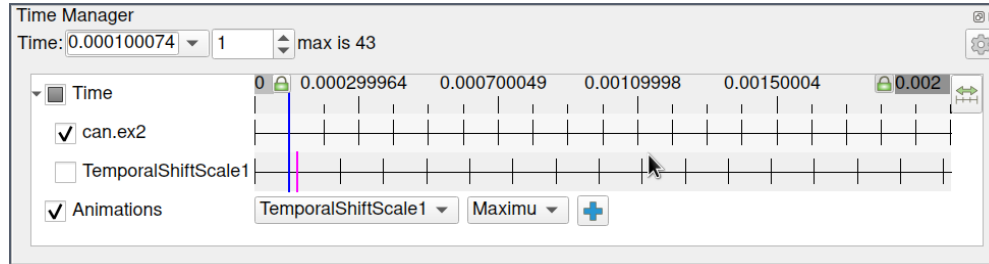 Time Manager
Time: 0.000100074 1 max is 43
0 0.000299964 0.000700049 0.00109998 0.00150004 0.002
Time
can.ex2
TemporalShiftScale1
Animations TemporalShiftScale1 Maximu